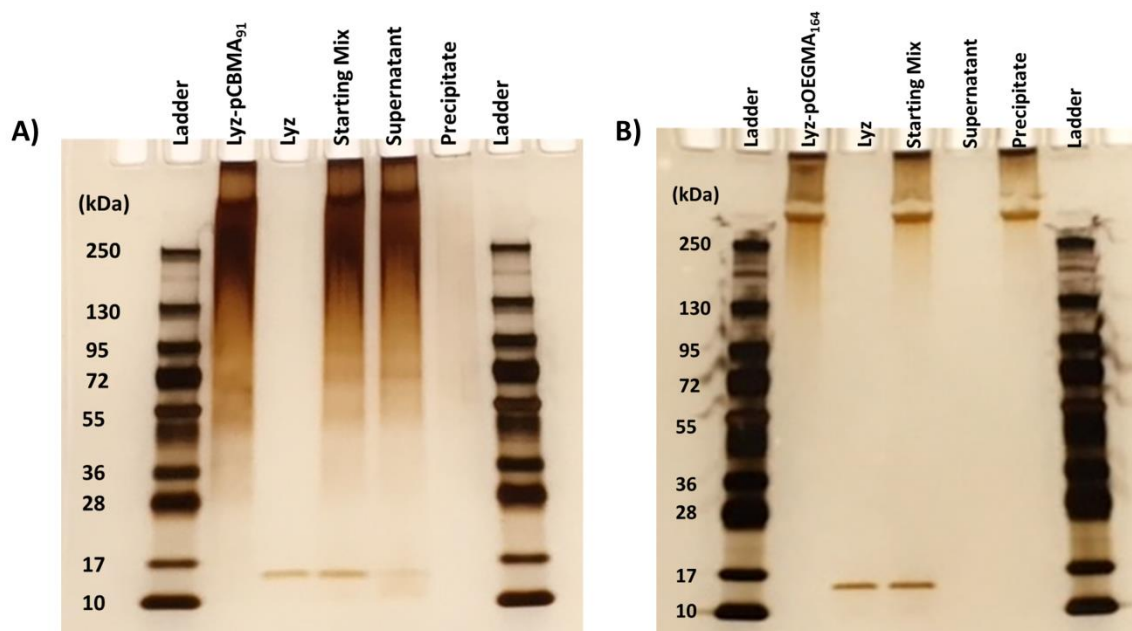 A)
Ladder
Lyz-pCBMA₉₁
Lyz
Starting Mix
Supernatant
Precipitate
Ladder
(kDa)
250
130
95
72
55
36
28
17
10
B)
Ladder
Lyz-pOEGMA₁₆₄
Lyz
Starting Mix
Supernatant
Precipitate
Ladder
(kDa)
250
130
95
72
55
36
28
17
10